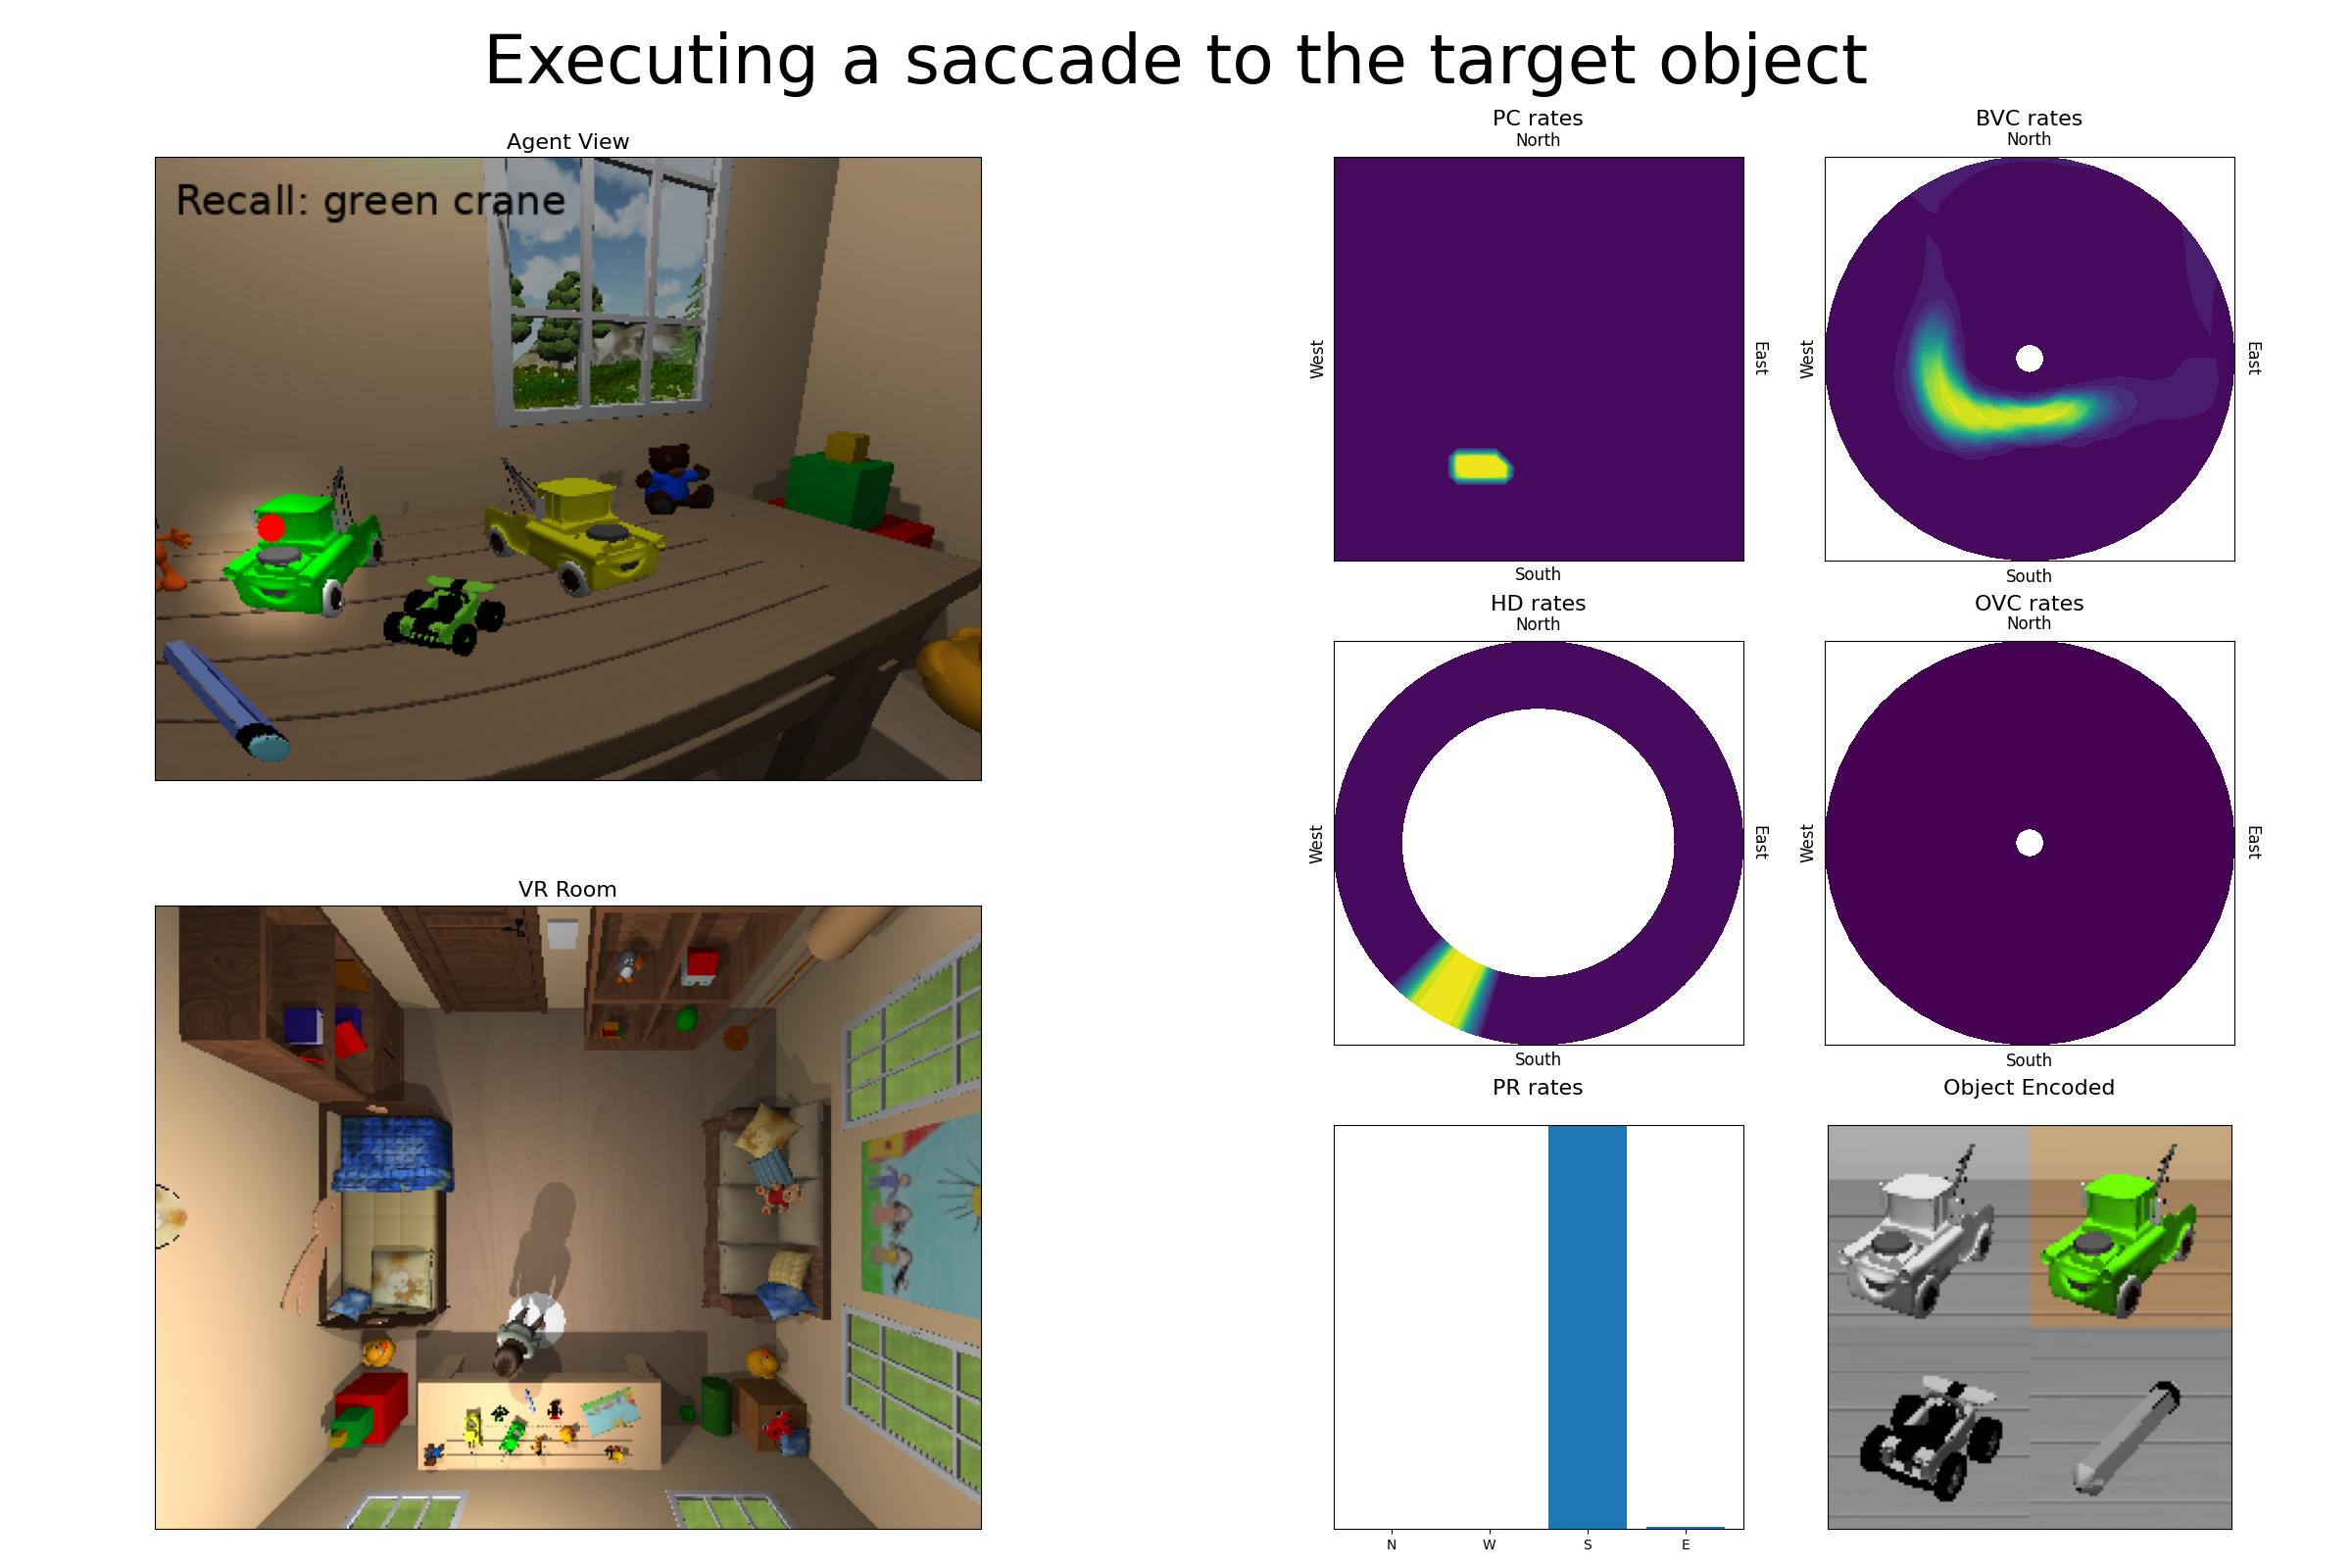 Executing a saccade to the target object
Agent View
Recall: green crane
VR Room
PC rates
North
West
East
South
BVC rates
North
West
East
South
HD rates
North
West
East
South
OVC rates
North
West
East
South
PR rates
N W S E
Object Encoded